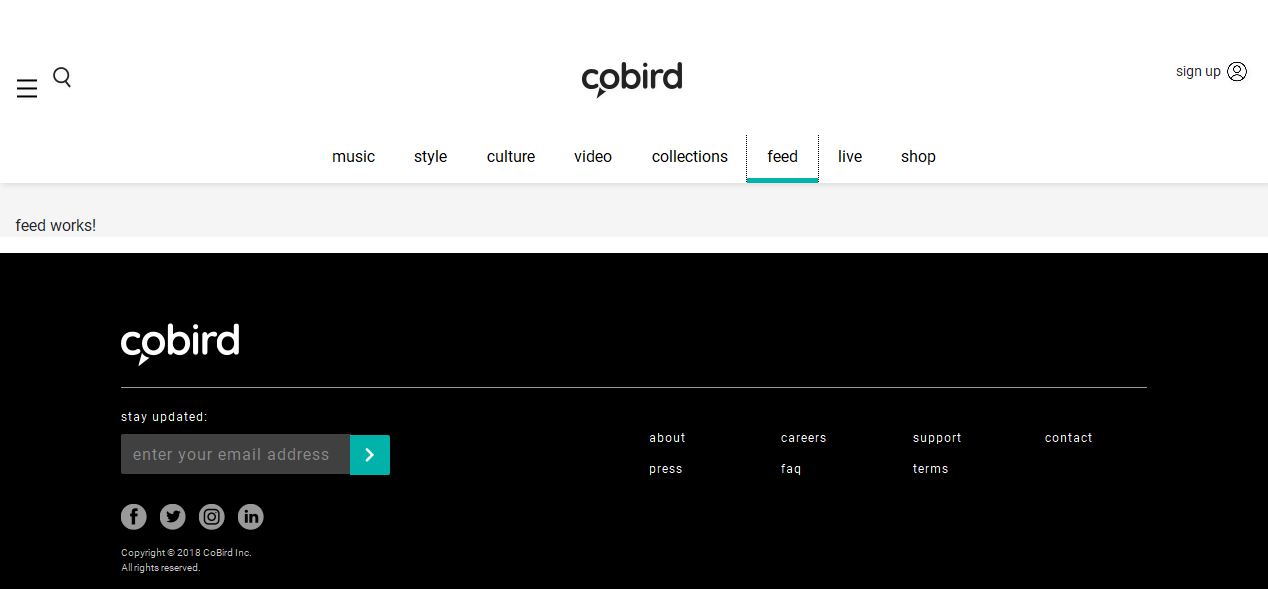 cobird
sign up
music style culture video collections feed live shop
feed works!
cobird
stay updated:
enter your email address
about careers support contact
press faq terms
Copyright © 2018 CoBird Inc.
All rights reserved.